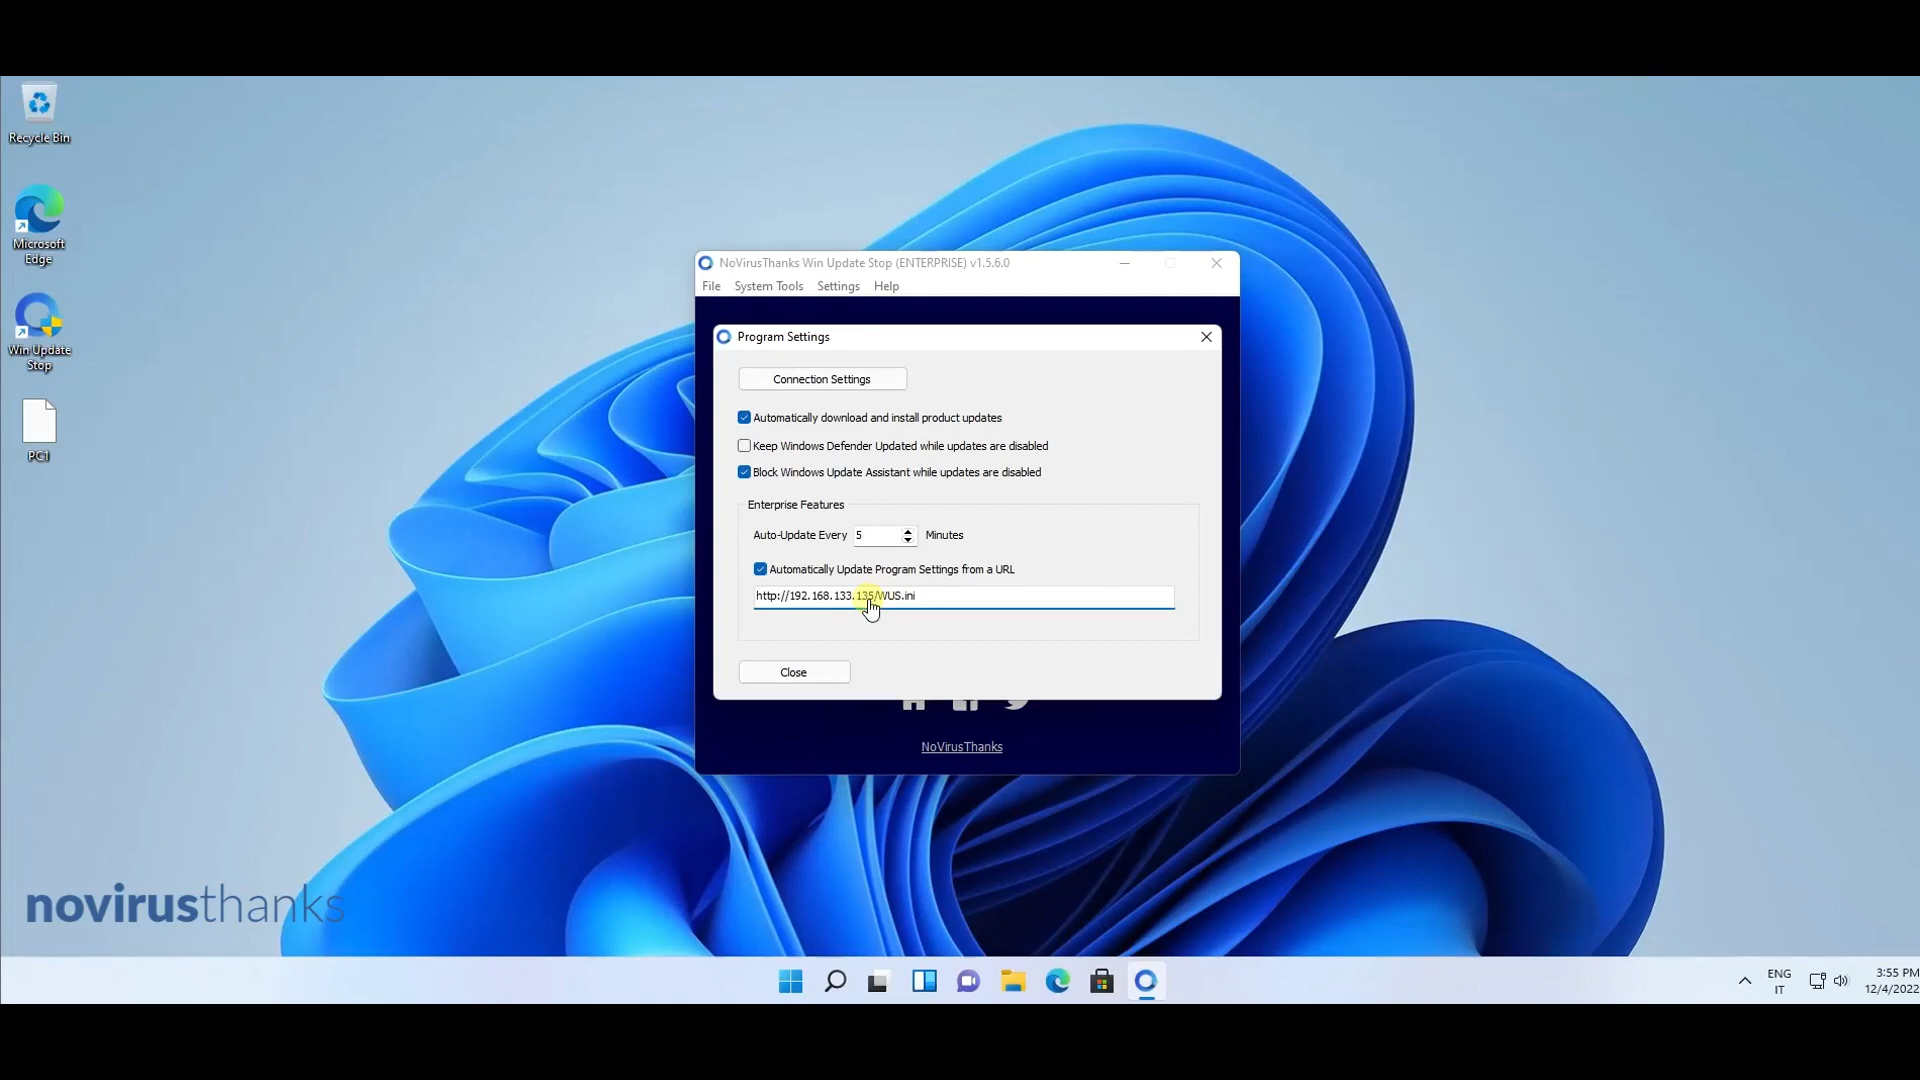 Recycle Bin
Microsoft
Edge
Win Update
Stop
PC1
NoVirusThanks Win Update Stop (ENTERPRISE) v1.5.6.0
File System Tools Settings Help
Program Settings
Connection Settings
Automatically download and install product updates
Keep Windows Defender Updated while updates are disabled
Block Windows Update Assistant while updates are disabled
Enterprise Features
Auto-Update Every 5 Minutes
Automatically Update Program Settings from a URL
http://192.168.133.135/WUS.ini
Close
NoVirusThanks
novirusthanks
ENG
IT
3:55 PM
12/4/2022